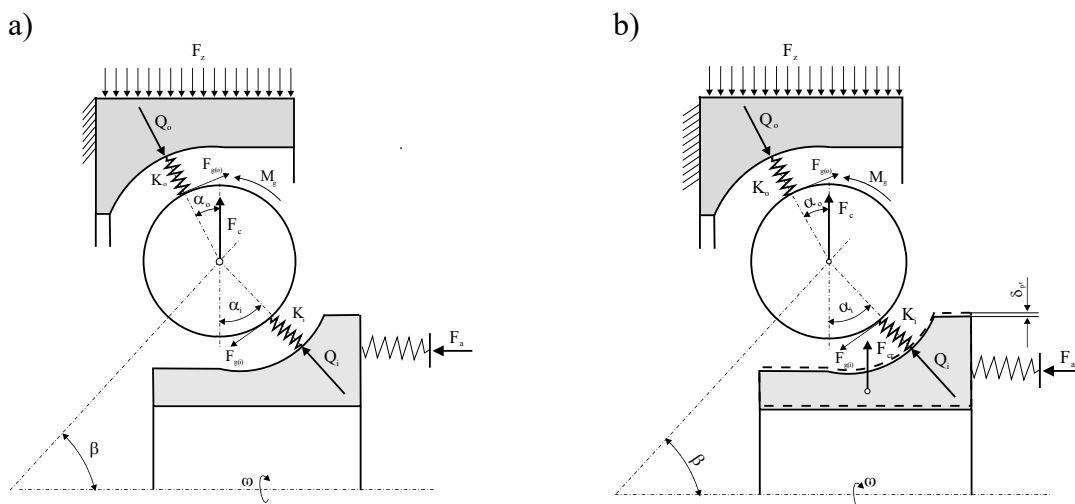 a)
F_z
Q_o
K_o
F_g(o)
M_g
α_o
F_c
α_i
K_i
F_g(i)
Q_i
F_a
β
ω
b)
F_z
Q_o
K_o
F_g(o)
M_g
α_o
F_c
δ_pr
α_i
K_i
F_g(i)
F_cr
Q_i
F_a
β
ω